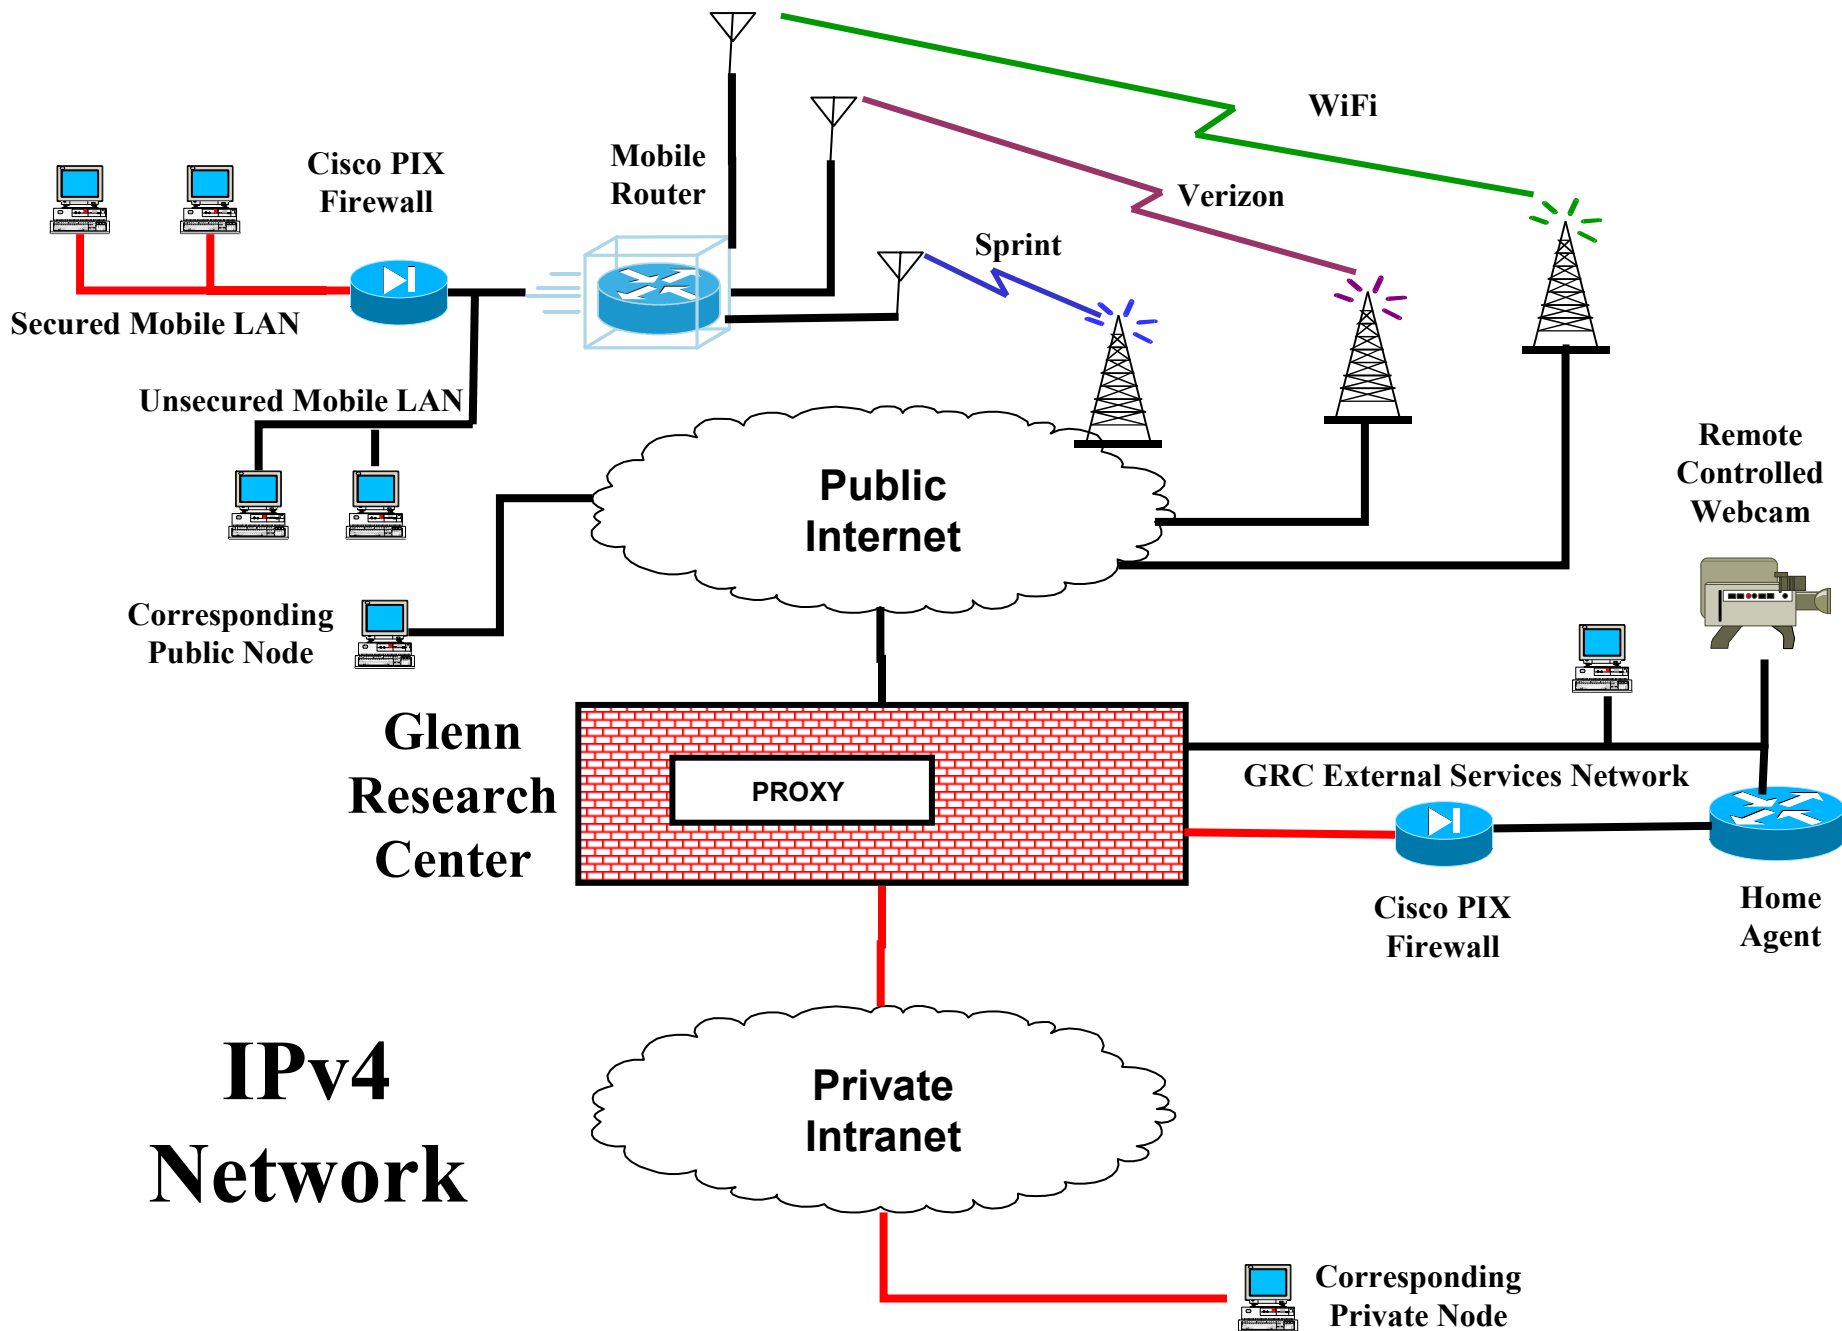 WiFi
Cisco PIX
Firewall
Mobile
Router
Verizon
Sprint
Secured Mobile LAN
Unsecured Mobile LAN
Public
Internet
Remote
Controlled
Webcam
Corresponding
Public Node
Glenn
Research
Center
PROXY
GRC External Services Network
Cisco PIX
Firewall
Home
Agent
IPv4
Network
Private
Intranet
Corresponding
Private Node